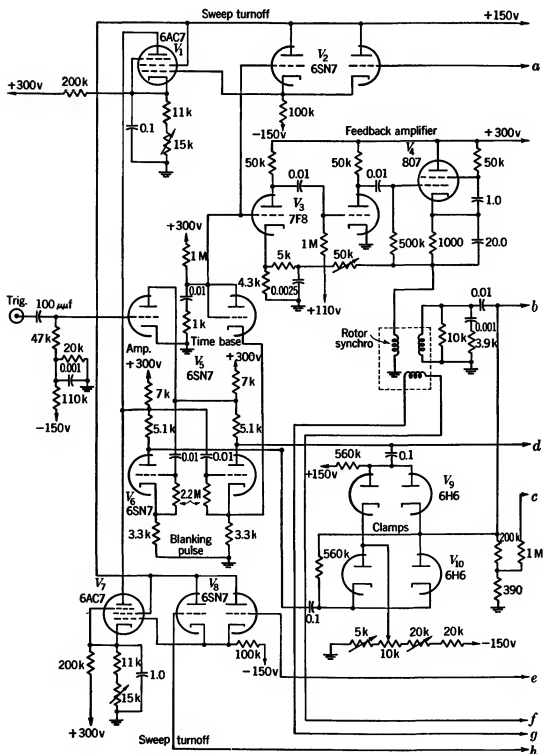 Sweep turnoff
+150v
6AC7
V1
V2
6SN7
a
+300v
200k
0.1
11k
15k
100k
-150v
Feedback amplifier
+300v
V4
807
50k
50k
50k
0.01
0.01
1.0
V3
7F8
+300v
1M
1M
500k
1000
20.0
5k
50k
4.3k
0.0025
+110v
Trig.
100 μμf
0.01
1k
47k
20k
0.001
110k
-150v
Amp.
Time base
V5
6SN7
+300v
+300v
7k
7k
5.1k
5.1k
Rotor synchro
0.01
b
10k
0.001
3.9k
d
0.1
560k
+150v
V9
6H6
c
0.01
0.01
V6
6SN7
2.2M
3.3k
3.3k
Blanking pulse
Clamps
560k
V10
6H6
200k
1M
390
V7
6AC7
V8
6SN7
0.1
5k
10k
20k
20k
-150v
200k
11k
15k
1.0
100k
-150v
e
+300v
f
g
Sweep turnoff
h